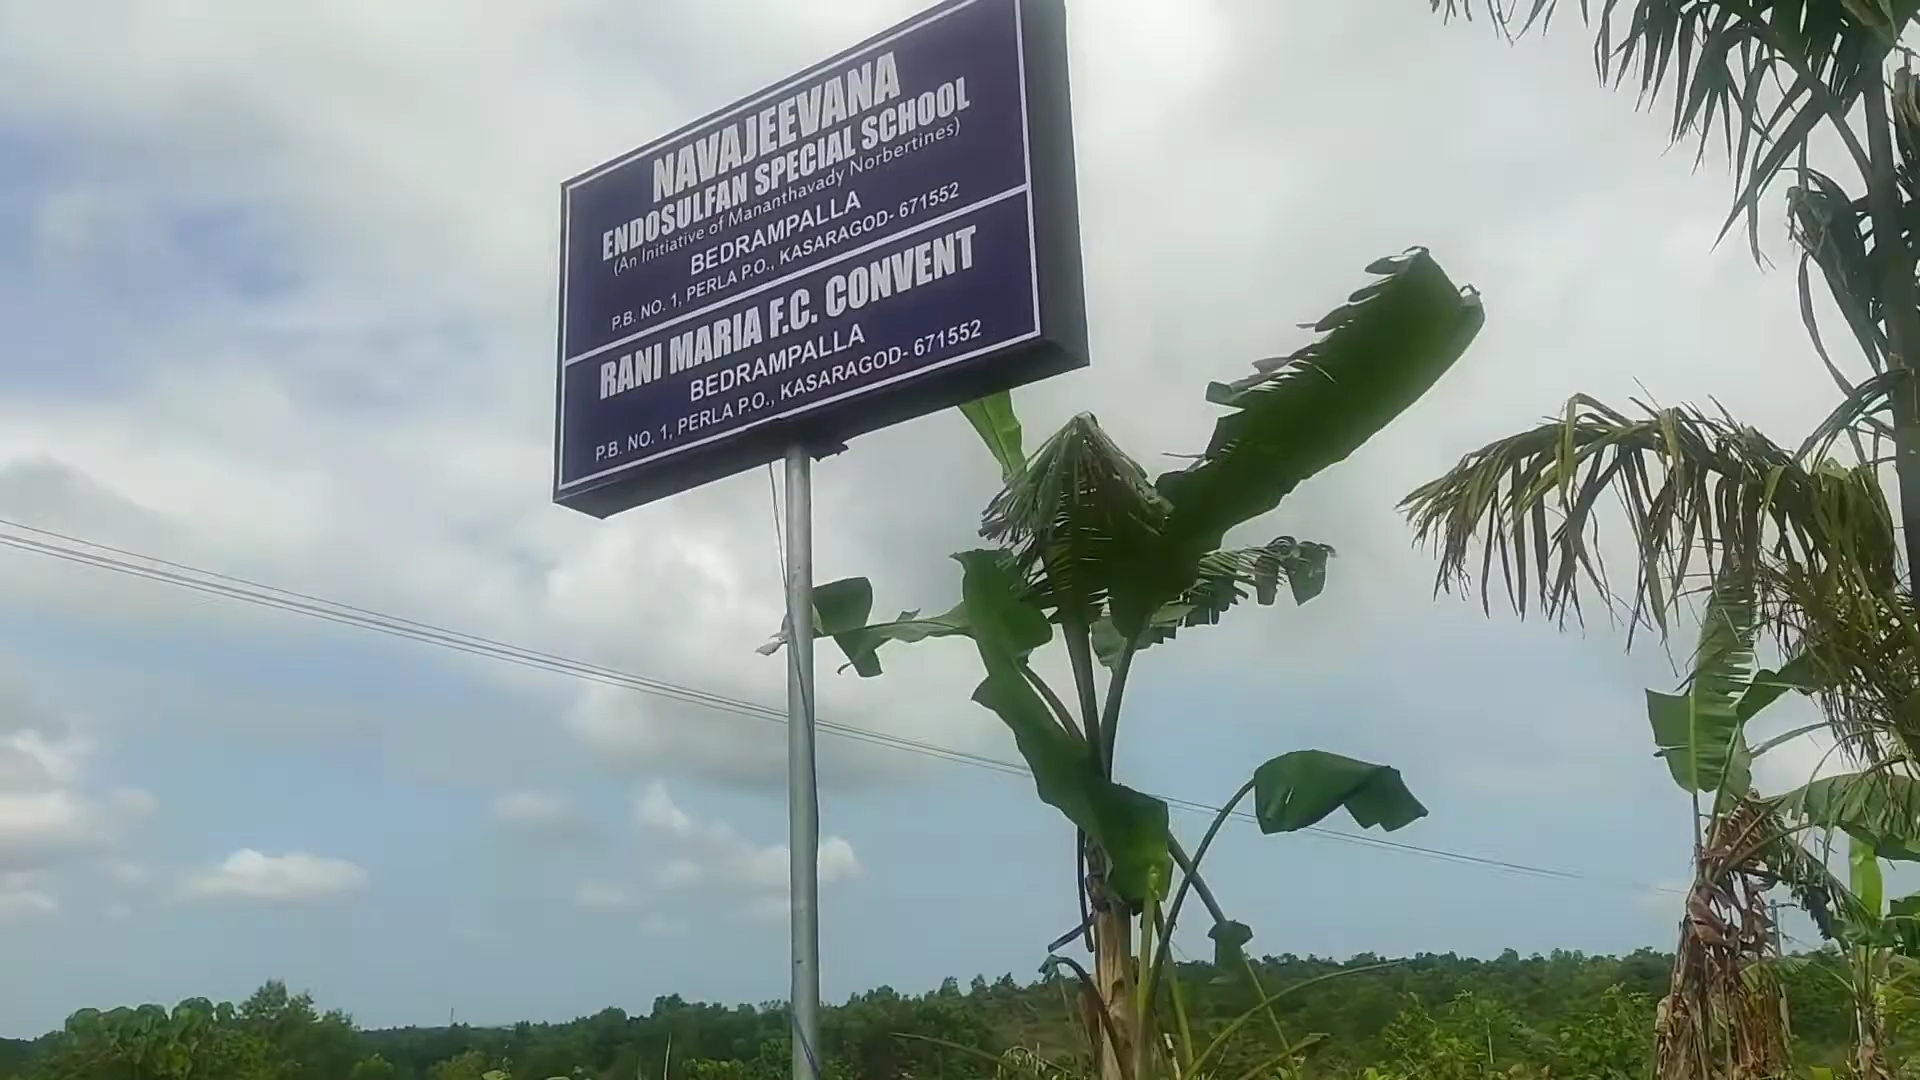 NAVAJEEVANA
ENDOSULFAN SPECIAL SCHOOL
(An Initiative of Mananthavady Norbertines)
BEDRAMPALLA
P.B. NO. 1, PERLA P.O., KASARAGOD- 671552
RANI MARIA F.C. CONVENT
BEDRAMPALLA
P.B. NO. 1, PERLA P.O., KASARAGOD- 671552